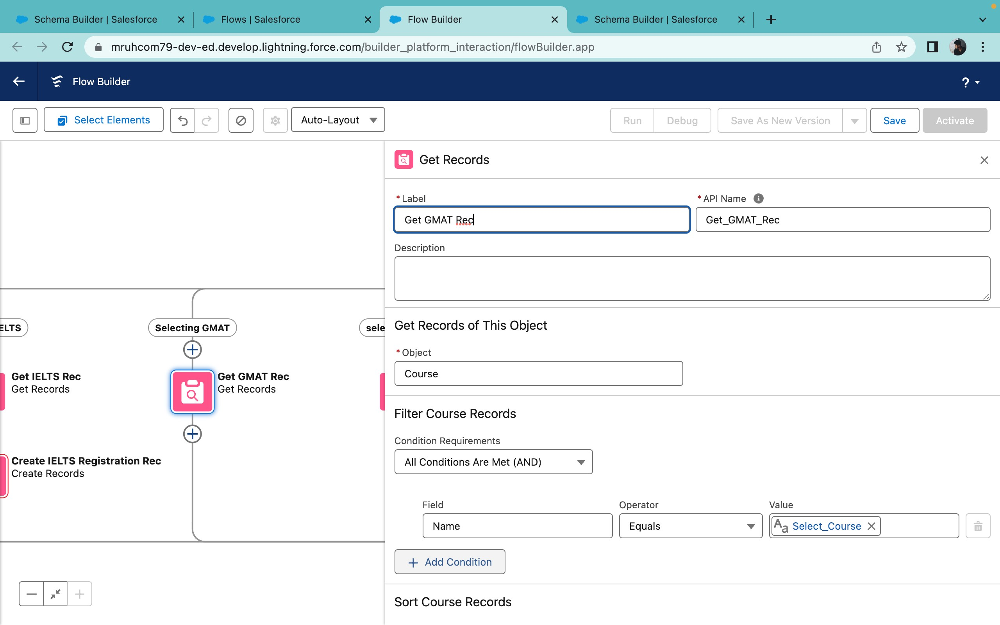 Schema Builder | Salesforce
Flows | Salesforce
Flow Builder
Schema Builder | Salesforce
mruhcom79-dev-ed.develop.lightning.force.com/builder_platform_interaction/flowBuilder.app
Flow Builder
?
Select Elements
Auto-Layout
Run
Debug
Save As New Version
Save
Activate
ELTS
Selecting GMAT
sele
Get IELTS Rec
Get Records
Get GMAT Rec
Get Records
Create IELTS Registration Rec
Create Records
Get Records
* Label
Get GMAT Rec
* API Name
Get_GMAT_Rec
Description
Get Records of This Object
* Object
Course
Filter Course Records
Condition Requirements
All Conditions Are Met (AND)
Field
Operator
Value
Name
Equals
Aa Select_Course
+ Add Condition
Sort Course Records